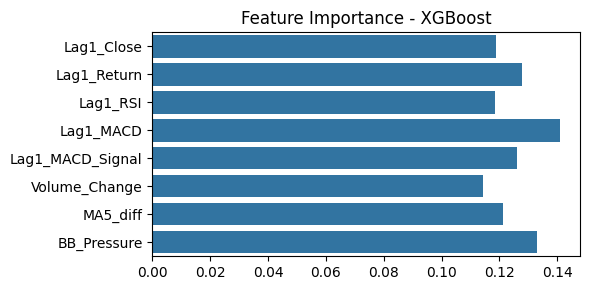 Feature Importance - XGBoost
Lag1_Close
Lag1_Return
Lag1_RSI
Lag1_MACD
Lag1_MACD_Signal
Volume_Change
MA5_diff
BB_Pressure
0.00 0.02 0.04 0.06 0.08 0.10 0.12 0.14